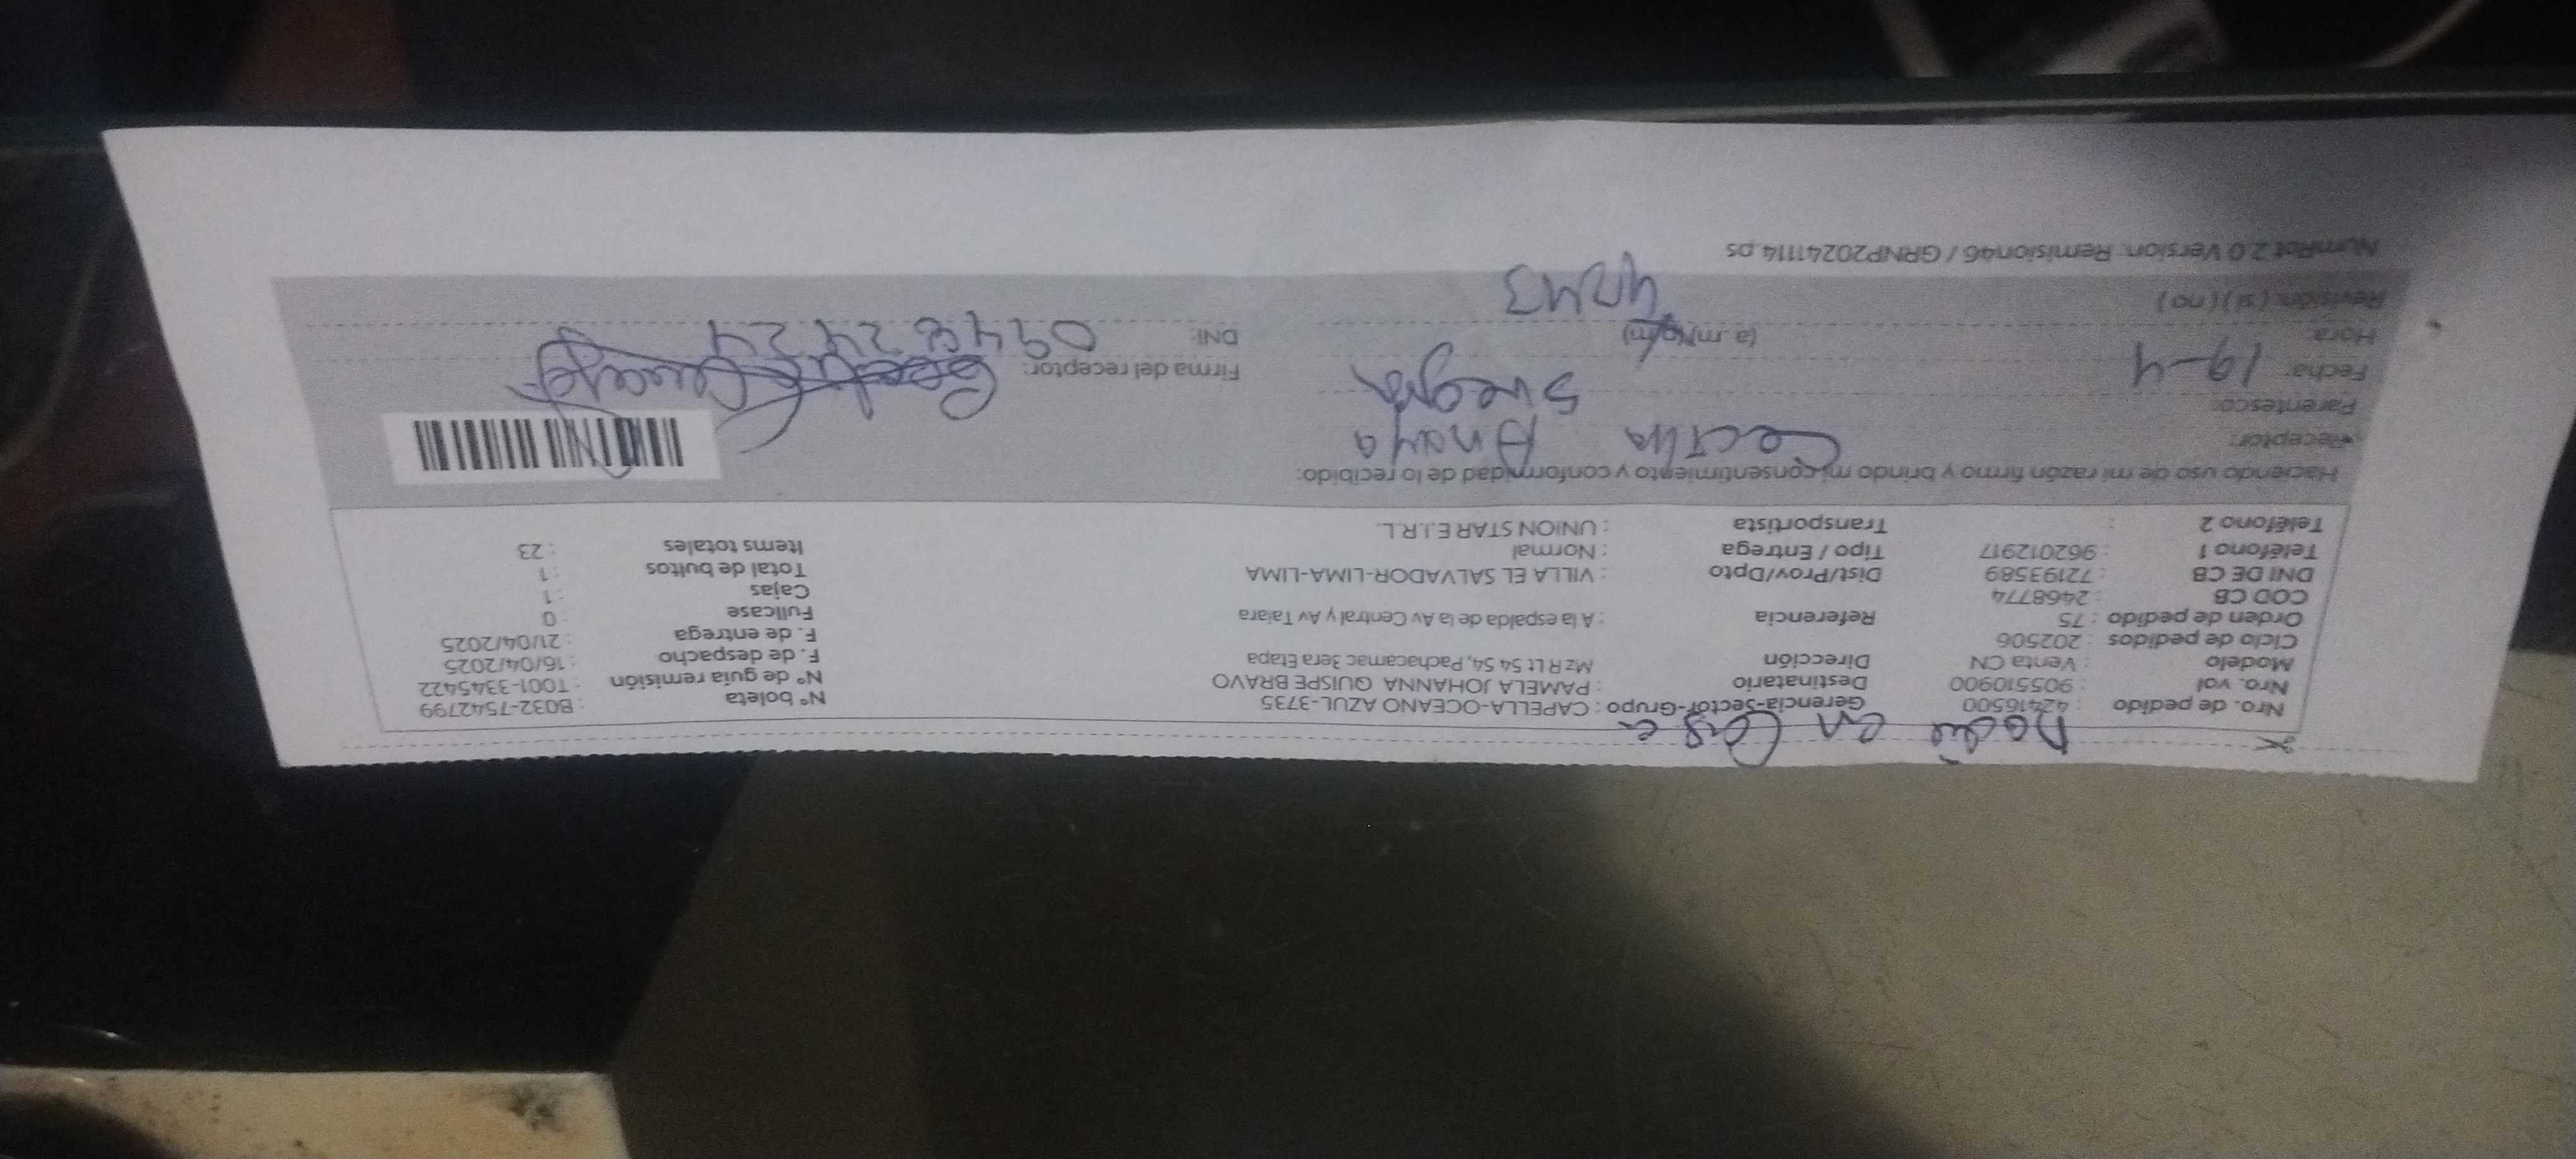 Nadie en Casa
Nro. de pedido : 42416500 Gerencia-Sector-Grupo : CAPELLA-OCEANO AZUL-3735 N° boleta : B032-7542799
Nro. val : 905510900 Destinatario : PAMELA JOHANNA QUISPE BRAVO N° de guia remisión : T001-3345422
Modelo : Venta CN Dirección : Mz R Lt 54 54, Pachacamac 3era Etapa F. de despacho : 16/04/2025
Ciclo de pedidos : 202506 F. de entrega : 21/04/2025
Orden de pedido : 75 Referencia : A la espalda de la Av Central y Av Talara Fullcase : 0
COD CB : 2468774 Cajas : 1
DNI DE CB : 72193589 Dist/Prov/Dpto : VILLA EL SALVADOR-LIMA-LIMA Total de bultos : 1
Teléfono 1 : 962012917 Tipo / Entrega : Normal Items totales : 23
Teléfono 2 : Transportista : UNION STAR E.I.R.L.
Haciendo uso de mi razón firmo y brindo mi consentimiento y conformidad de lo recibido:
Receptor: Cecilia Anaya
Parentesco: Suegra
Fecha: 19-4 Firma del receptor:
Hora: (a. m)(p/m) DNI:
Revisión: (si) (no)
NumRot 2.0 Version: Remision46 / GRNP20241114.ps